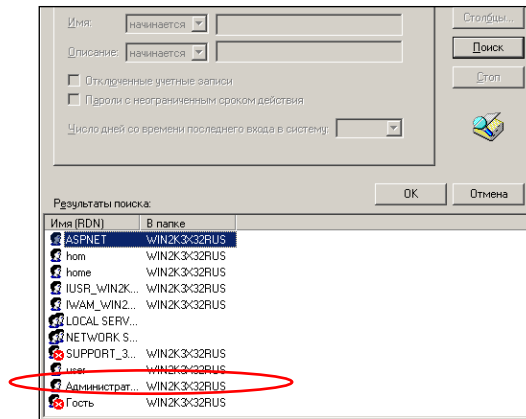 Имя: начинается Столбцы...
Описание: начинается Поиск
Отключенные учетные записи Стоп
Пароли с неограниченным сроком действия
Число дней со времени последнего входа в систему:
OK Отмена
Результаты поиска:
Имя (RDN) В папке
ASPNET WIN2K3X32RUS
hom WIN2K3X32RUS
home WIN2K3X32RUS
IUSR_WIN2K... WIN2K3X32RUS
IWAM_WIN2... WIN2K3X32RUS
LOCAL SERV...
NETWORK S...
SUPPORT_3... WIN2K3X32RUS
user WIN2K3X32RUS
Администрат... WIN2K3X32RUS
Гость WIN2K3X32RUS